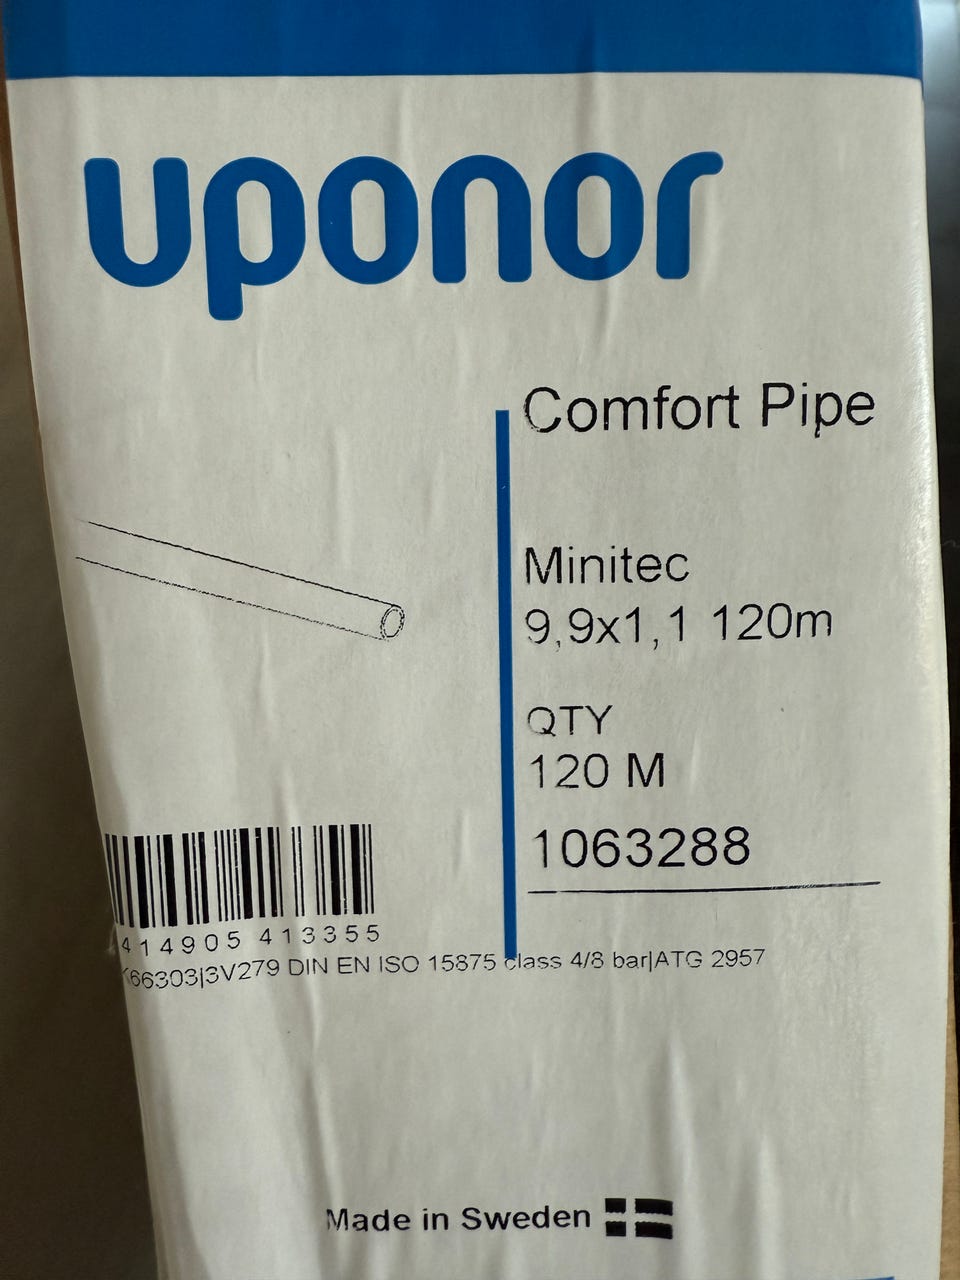 uponor
Comfort Pipe
Minitec
9,9x1,1 120m
QTY
120 M
1063288
414905 413355
66303|3V279 DIN EN ISO 15875 class 4/8 bar|ATG 2957
Made in Sweden